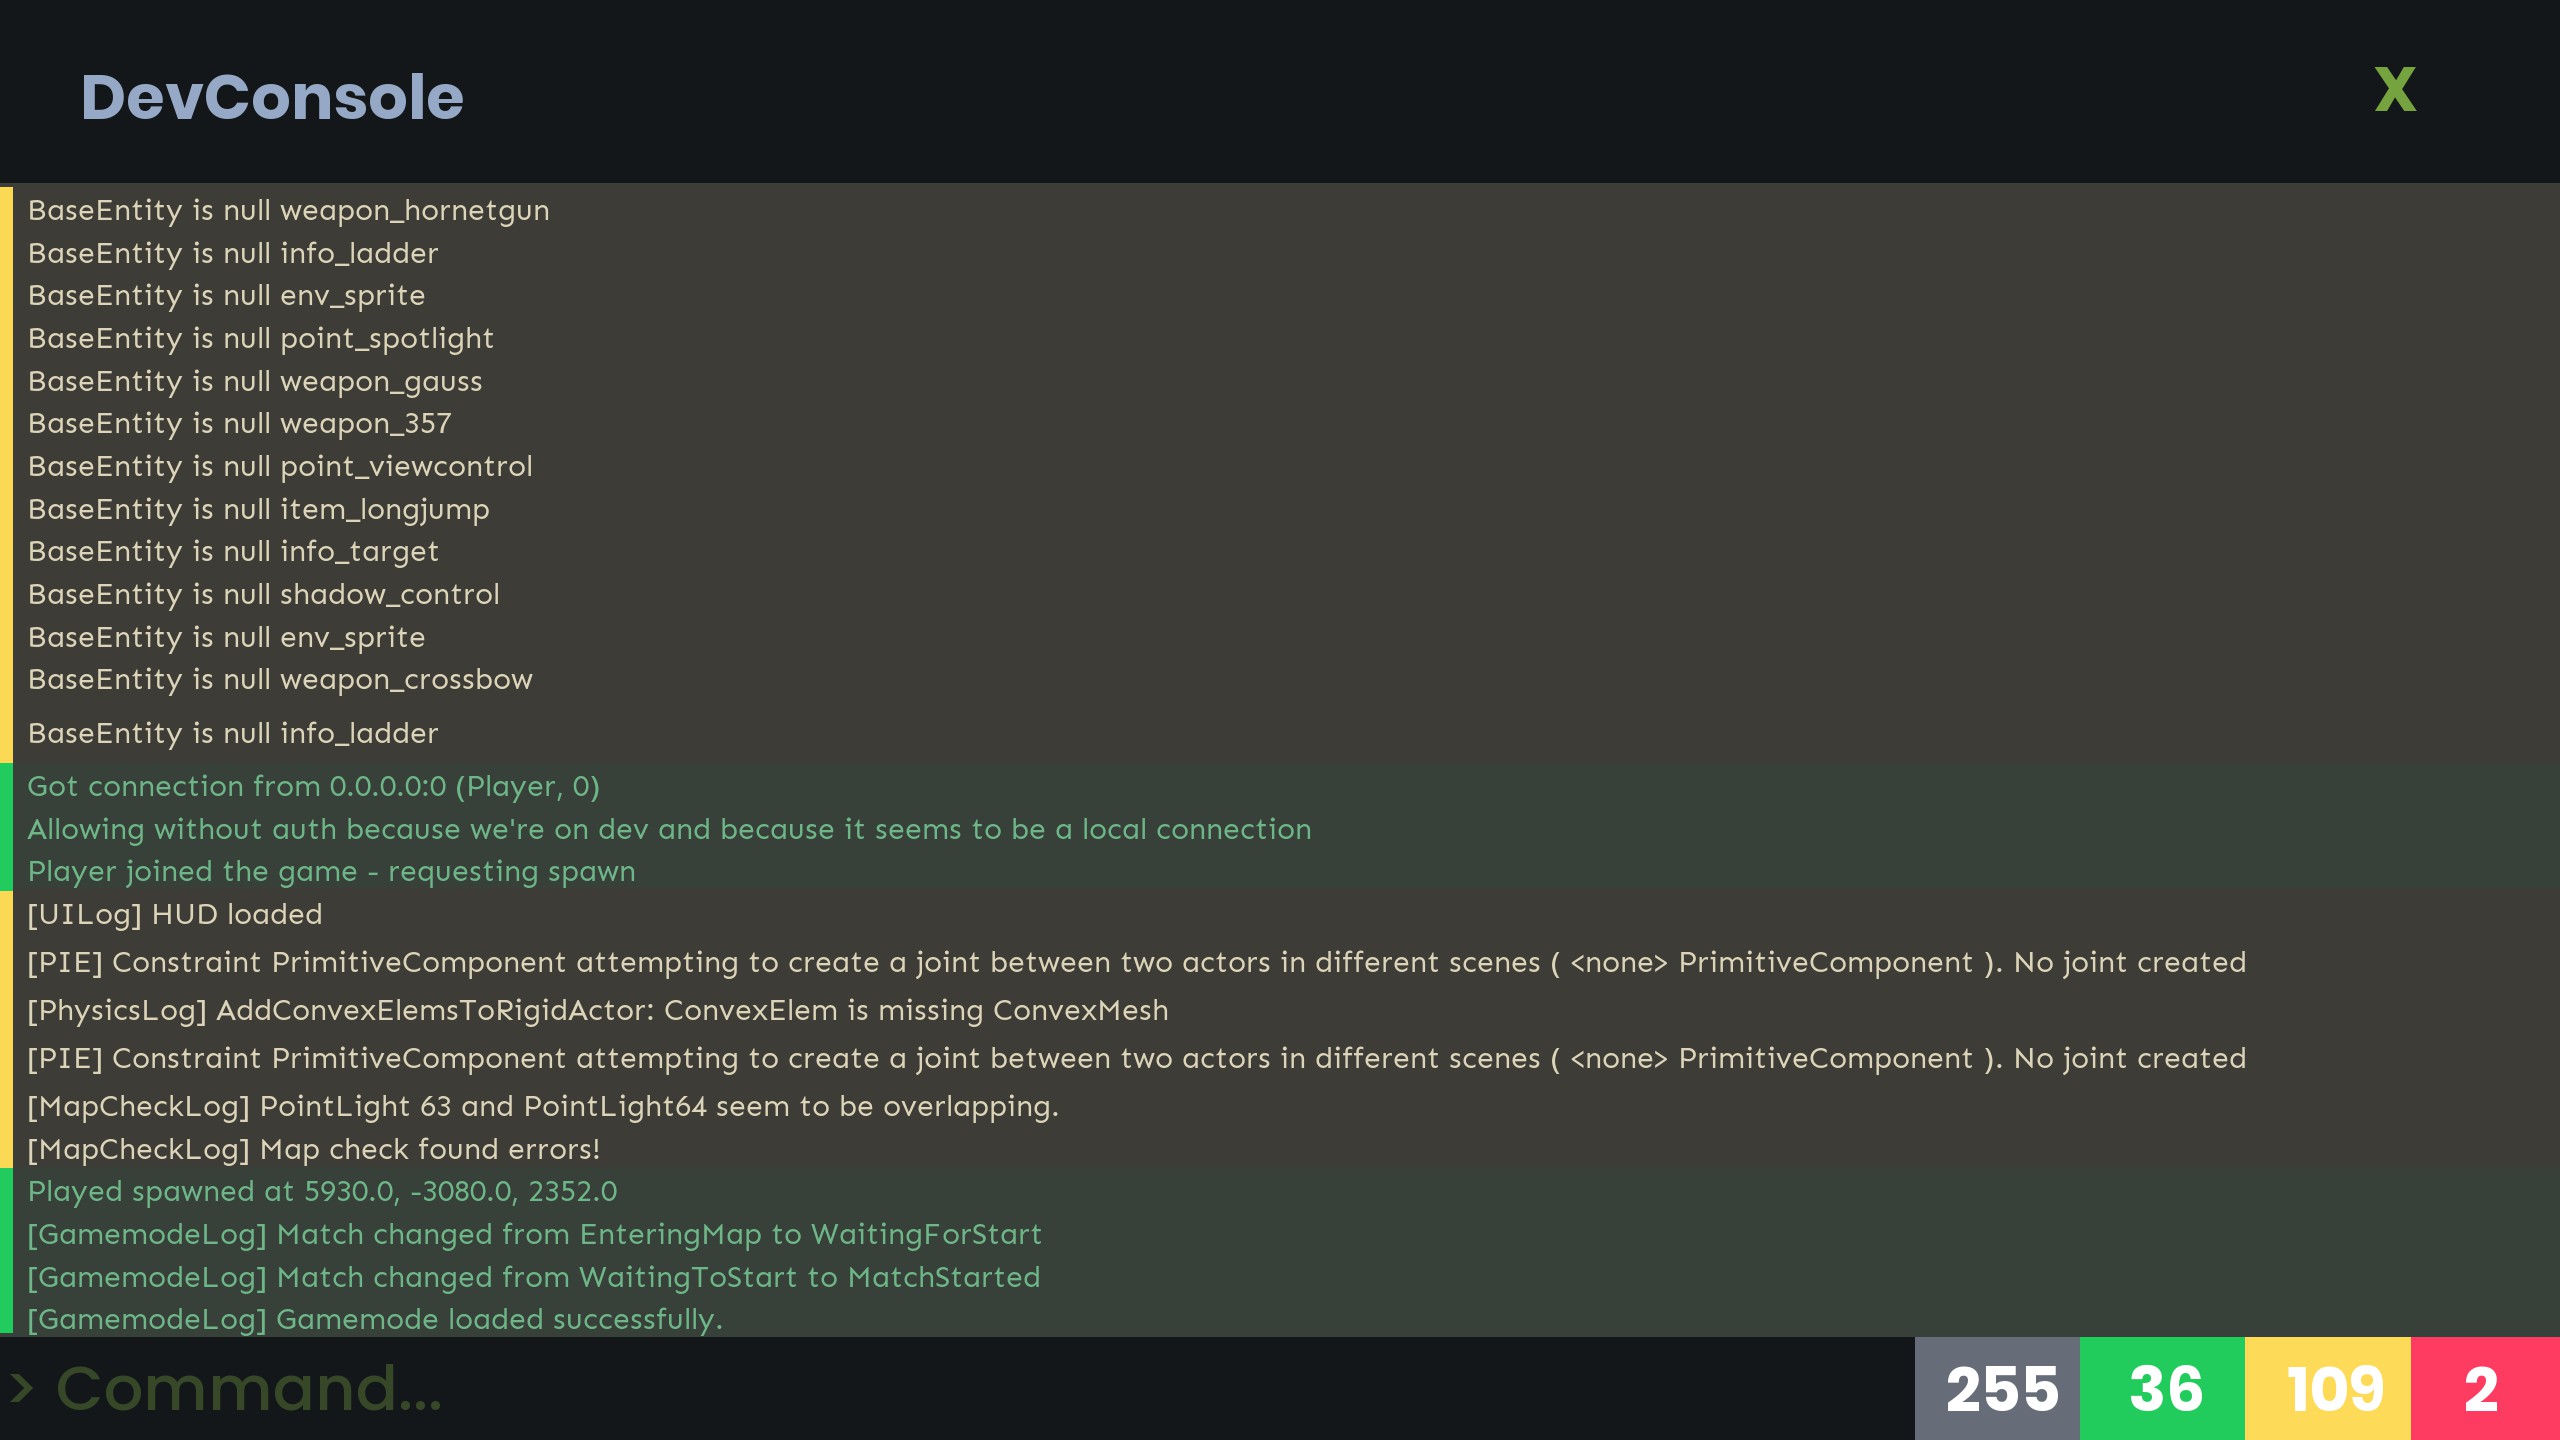 DevConsole
X
BaseEntity is null weapon_hornetgun
BaseEntity is null info_ladder
BaseEntity is null env_sprite
BaseEntity is null point_spotlight
BaseEntity is null weapon_gauss
BaseEntity is null weapon_357
BaseEntity is null point_viewcontrol
BaseEntity is null item_longjump
BaseEntity is null info_target
BaseEntity is null shadow_control
BaseEntity is null env_sprite
BaseEntity is null weapon_crossbow
BaseEntity is null info_ladder
Got connection from 0.0.0.0:0 (Player, 0)
Allowing without auth because we're on dev and because it seems to be a local connection
Player joined the game - requesting spawn
[UILog] HUD loaded
[PIE] Constraint PrimitiveComponent attempting to create a joint between two actors in different scenes ( <none> PrimitiveComponent ). No joint created
[PhysicsLog] AddConvexElemsToRigidActor: ConvexElem is missing ConvexMesh
[PIE] Constraint PrimitiveComponent attempting to create a joint between two actors in different scenes ( <none> PrimitiveComponent ). No joint created
[MapCheckLog] PointLight 63 and PointLight64 seem to be overlapping.
[MapCheckLog] Map check found errors!
Played spawned at 5930.0, -3080.0, 2352.0
[GamemodeLog] Match changed from EnteringMap to WaitingForStart
[GamemodeLog] Match changed from WaitingToStart to MatchStarted
[GamemodeLog] Gamemode loaded successfully.
> Command...
255 36 109 2